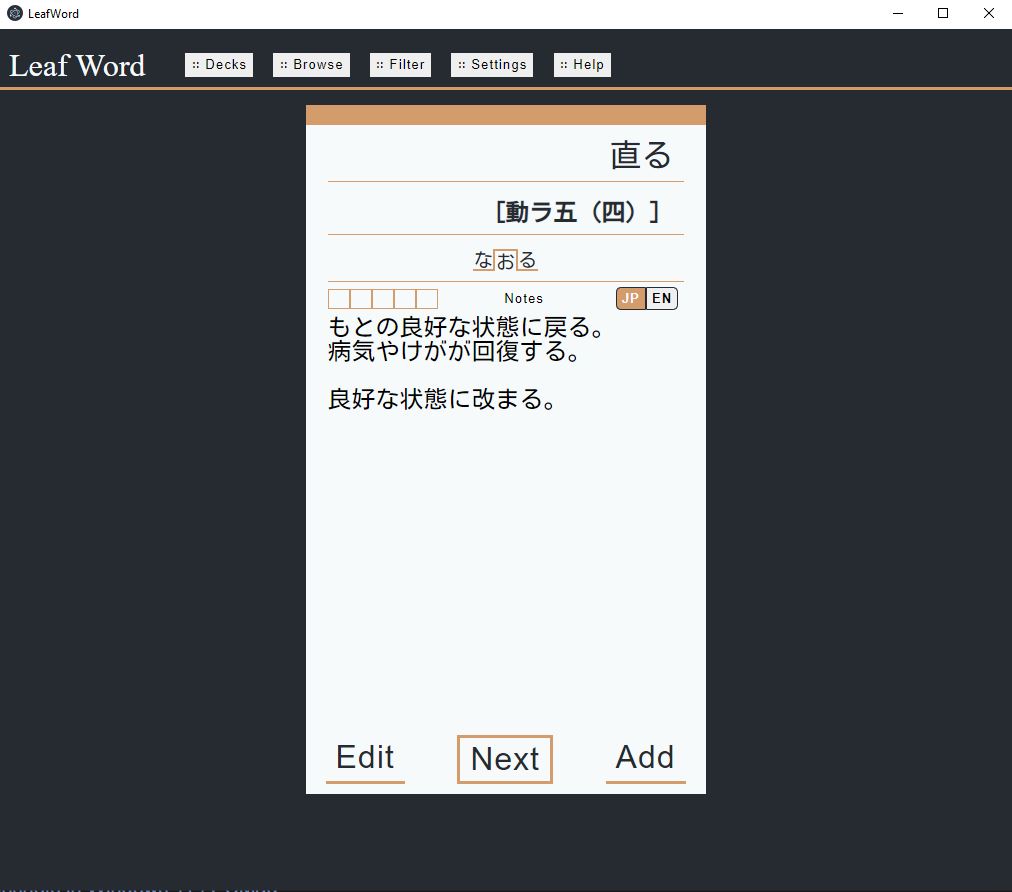 LeafWord
Leaf Word
:: Decks
:: Browse
:: Filter
:: Settings
:: Help
直る
［動ラ五（四）］
なおる
Notes
JP EN
もとの良好な状態に戻る。
病気やけがが回復する。
良好な状態に改まる。
Edit
Next
Add